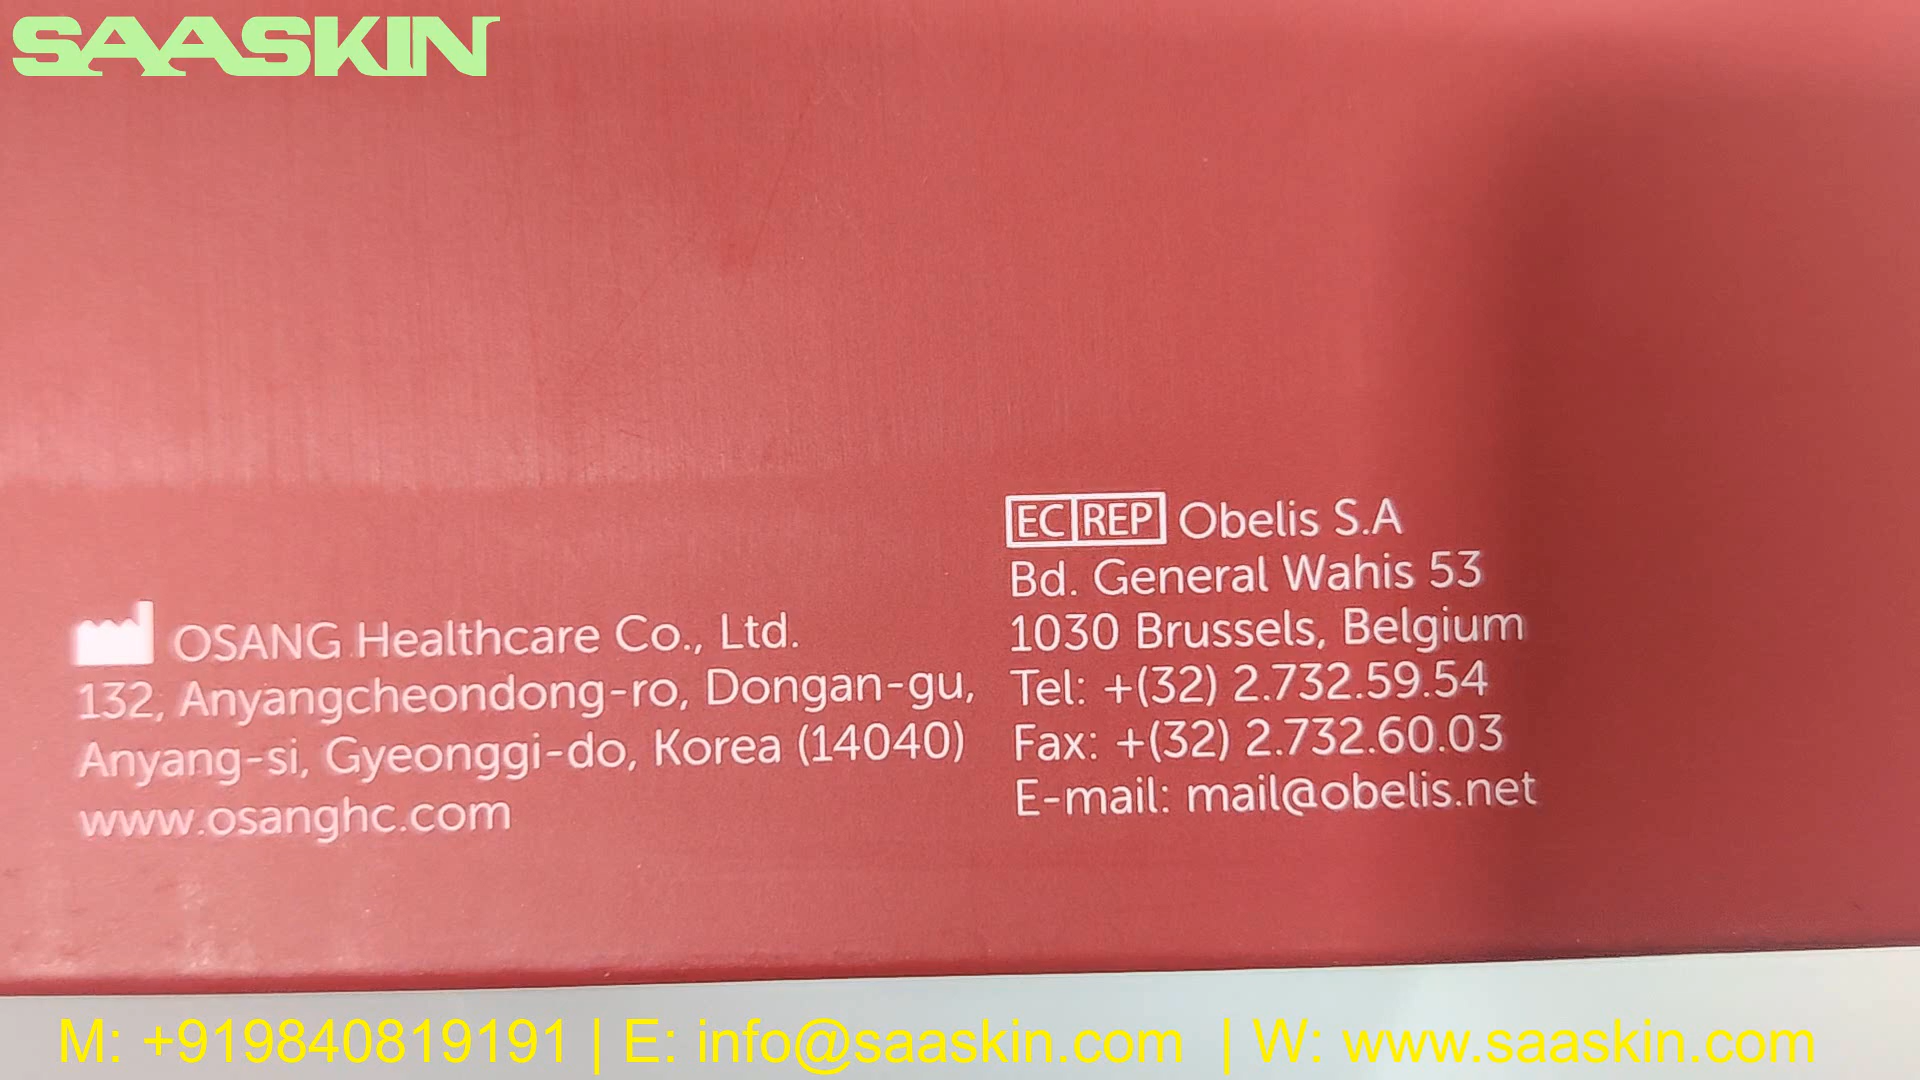 SAASKIN
OSANG Healthcare Co., Ltd.
132, Anyangcheondong-ro, Dongan-gu,
Anyang-si, Gyeonggi-do, Korea (14040)
www.osanghc.com
EC REP Obelis S.A
Bd. General Wahis 53
1030 Brussels, Belgium
Tel: +(32) 2.732.59.54
Fax: +(32) 2.732.60.03
E-mail: mail@obelis.net
M: +919840819191 | E: info@saaskin.com | W: www.saaskin.com